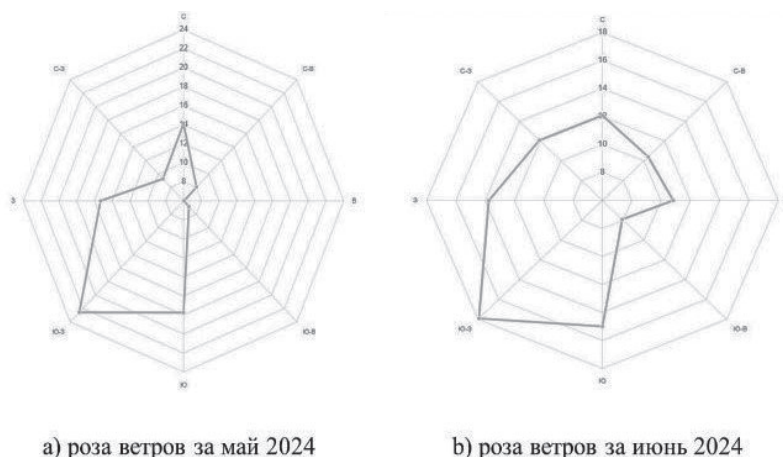 С
24
22
20
18
16
14
12
10
8
С-З
С-В
З
В
Ю-З
Ю-В
Ю
С
18
16
14
12
10
8
С-З
С-В
З
Ю-З
Ю-В
Ю
a) роза ветров за май 2024
b) роза ветров за июнь 2024